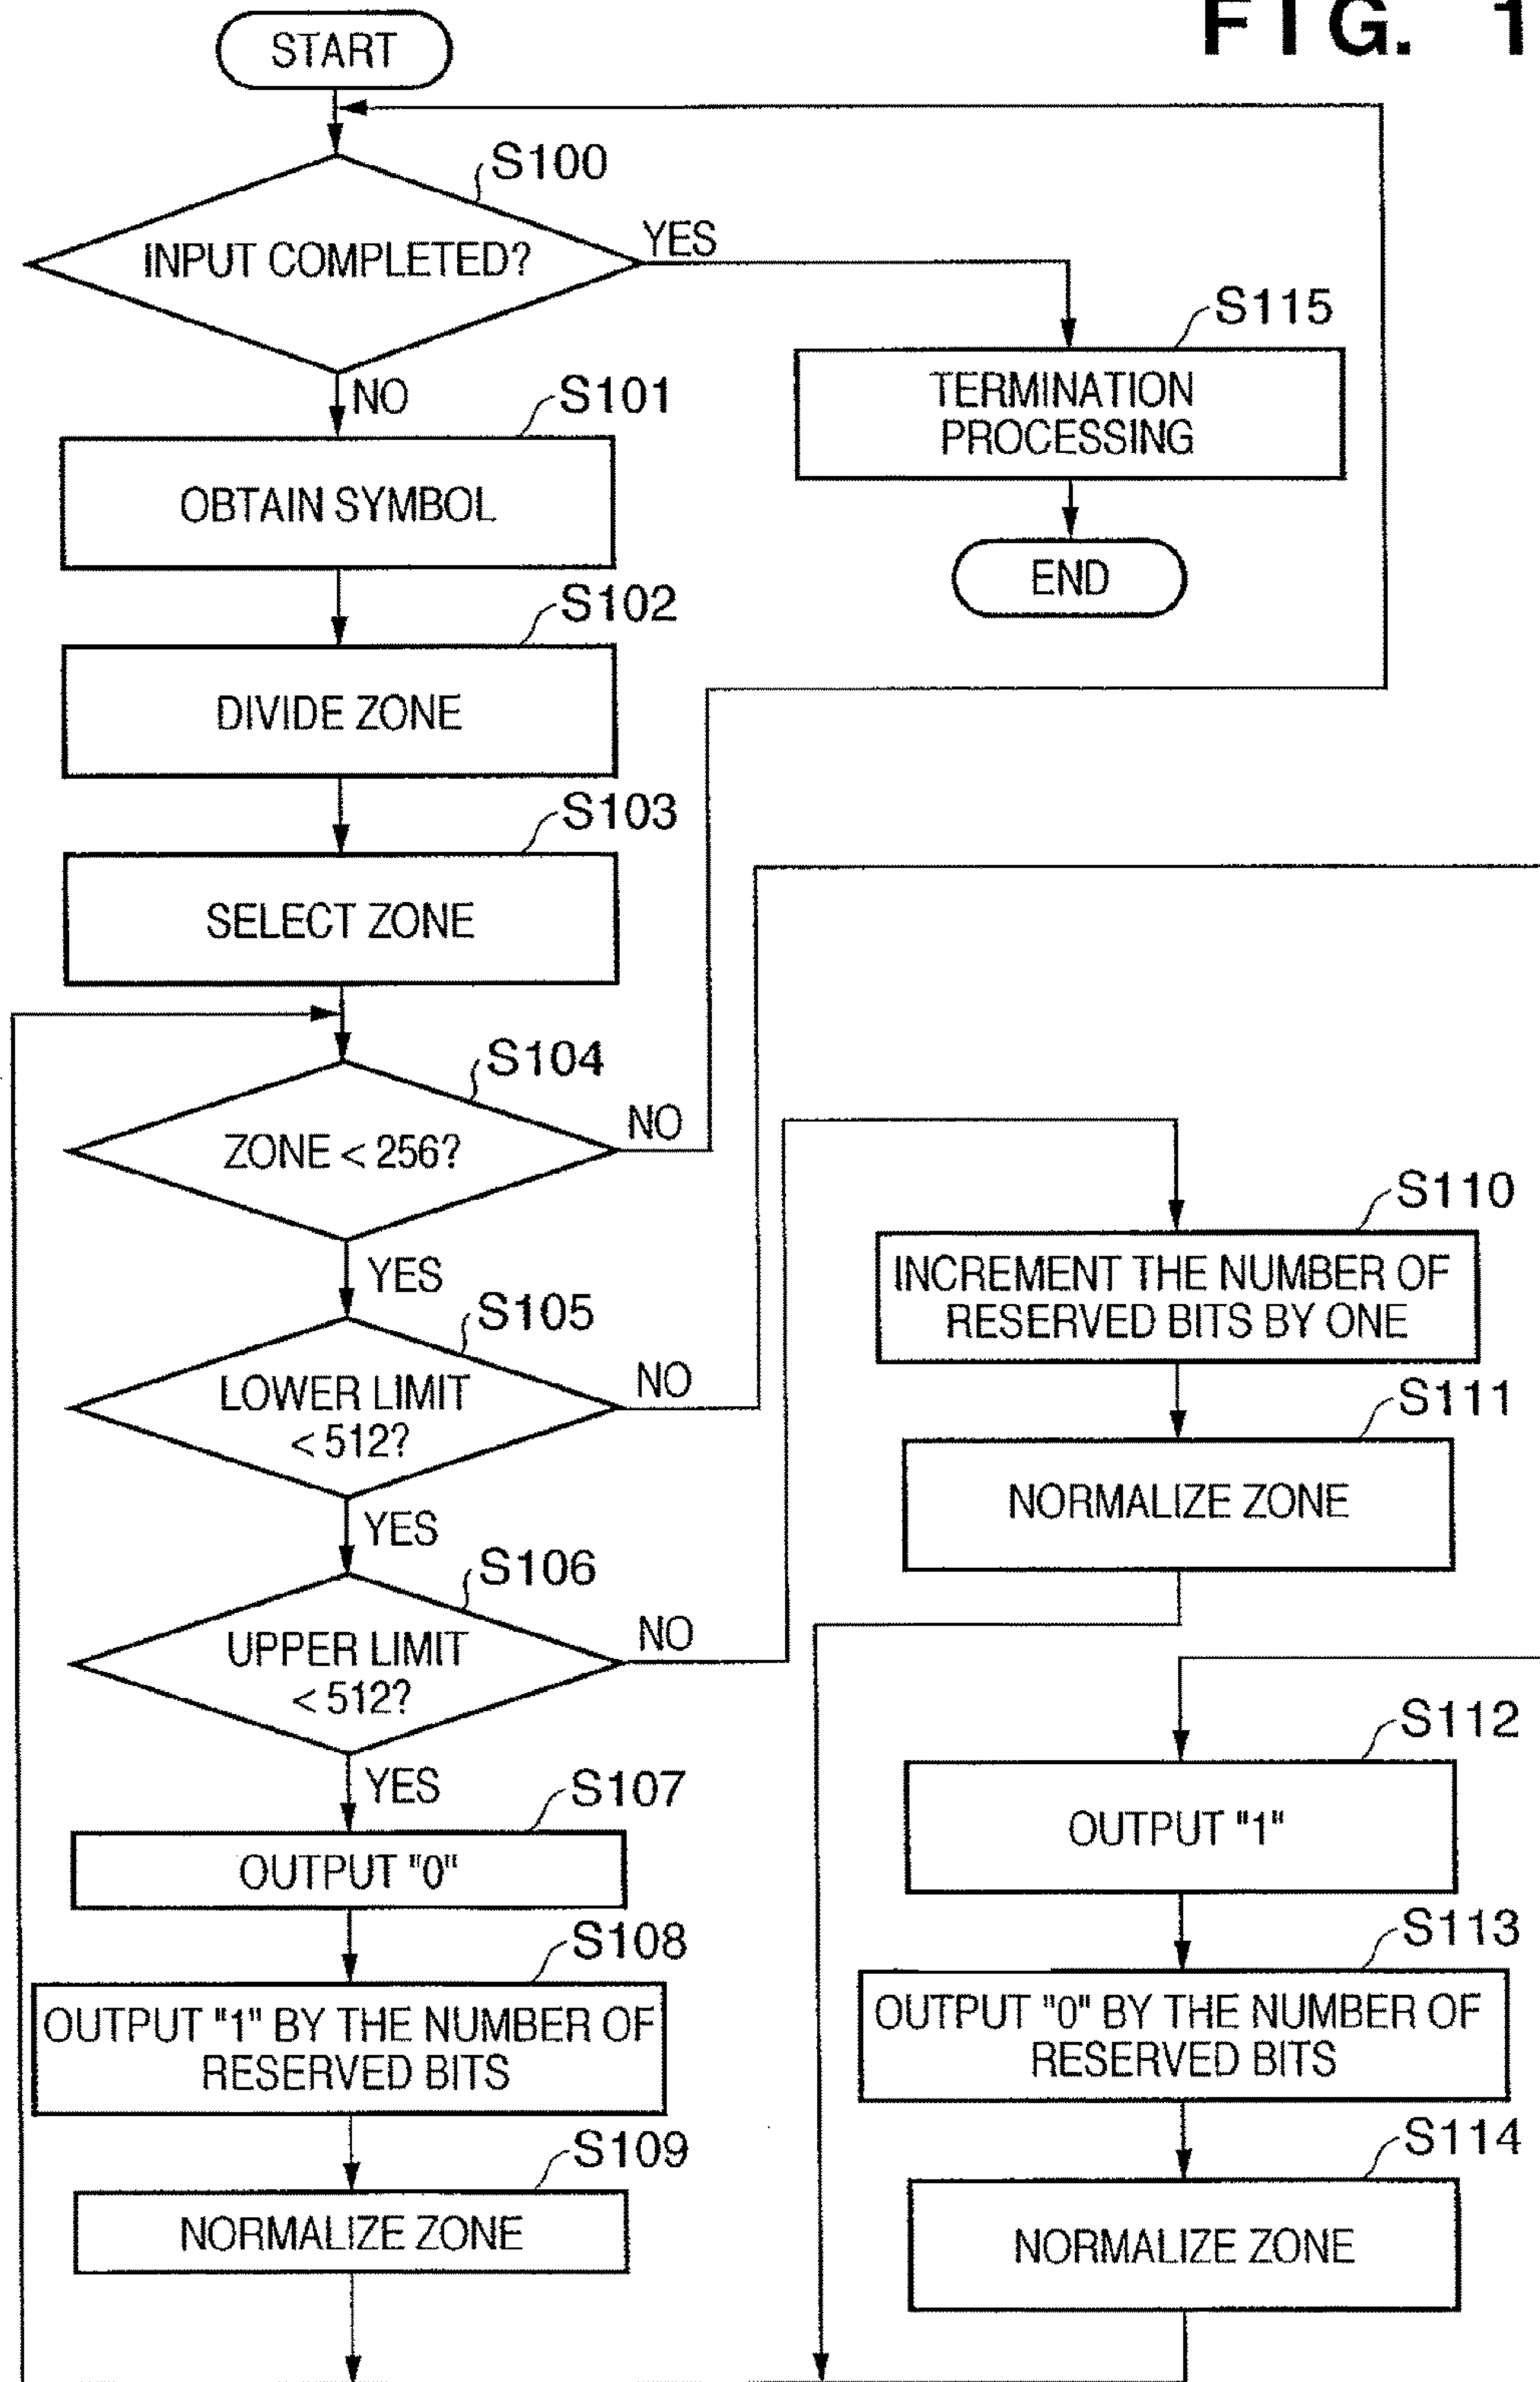 FIG. 1
START
S100
INPUT COMPLETED?
YES
S115
TERMINATION
PROCESSING
NO
S101
OBTAIN SYMBOL
END
S102
DIVIDE ZONE
S103
SELECT ZONE
S104
ZONE < 256?
NO
YES
S110
INCREMENT THE NUMBER OF
RESERVED BITS BY ONE
S105
LOWER LIMIT
< 512?
NO
S111
NORMALIZE ZONE
YES
S106
UPPER LIMIT
< 512?
NO
YES
S107
OUTPUT "0"
S112
OUTPUT "1"
S108
OUTPUT "1" BY THE NUMBER OF
RESERVED BITS
S113
OUTPUT "0" BY THE NUMBER OF
RESERVED BITS
S109
NORMALIZE ZONE
S114
NORMALIZE ZONE